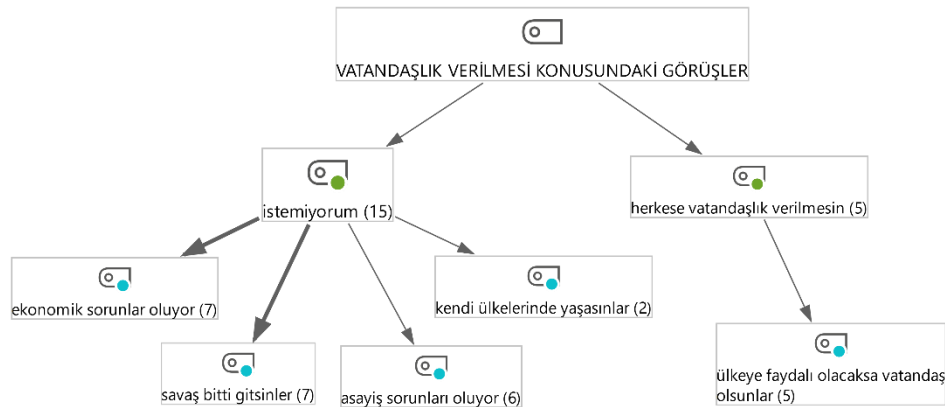 VATANDAŞLIK VERİLMESİ KONUSUNDAKİ GÖRÜŞLER
istemiyorum (15)
herkese vatandaşlık verilmesin (5)
ekonomik sorunlar oluyor (7)
kendi ülkelerinde yaşasınlar (2)
savaş bitti gitsinler (7)
asayiş sorunları oluyor (6)
ülkeye faydalı olacaksa vatandaş
olsunlar (5)